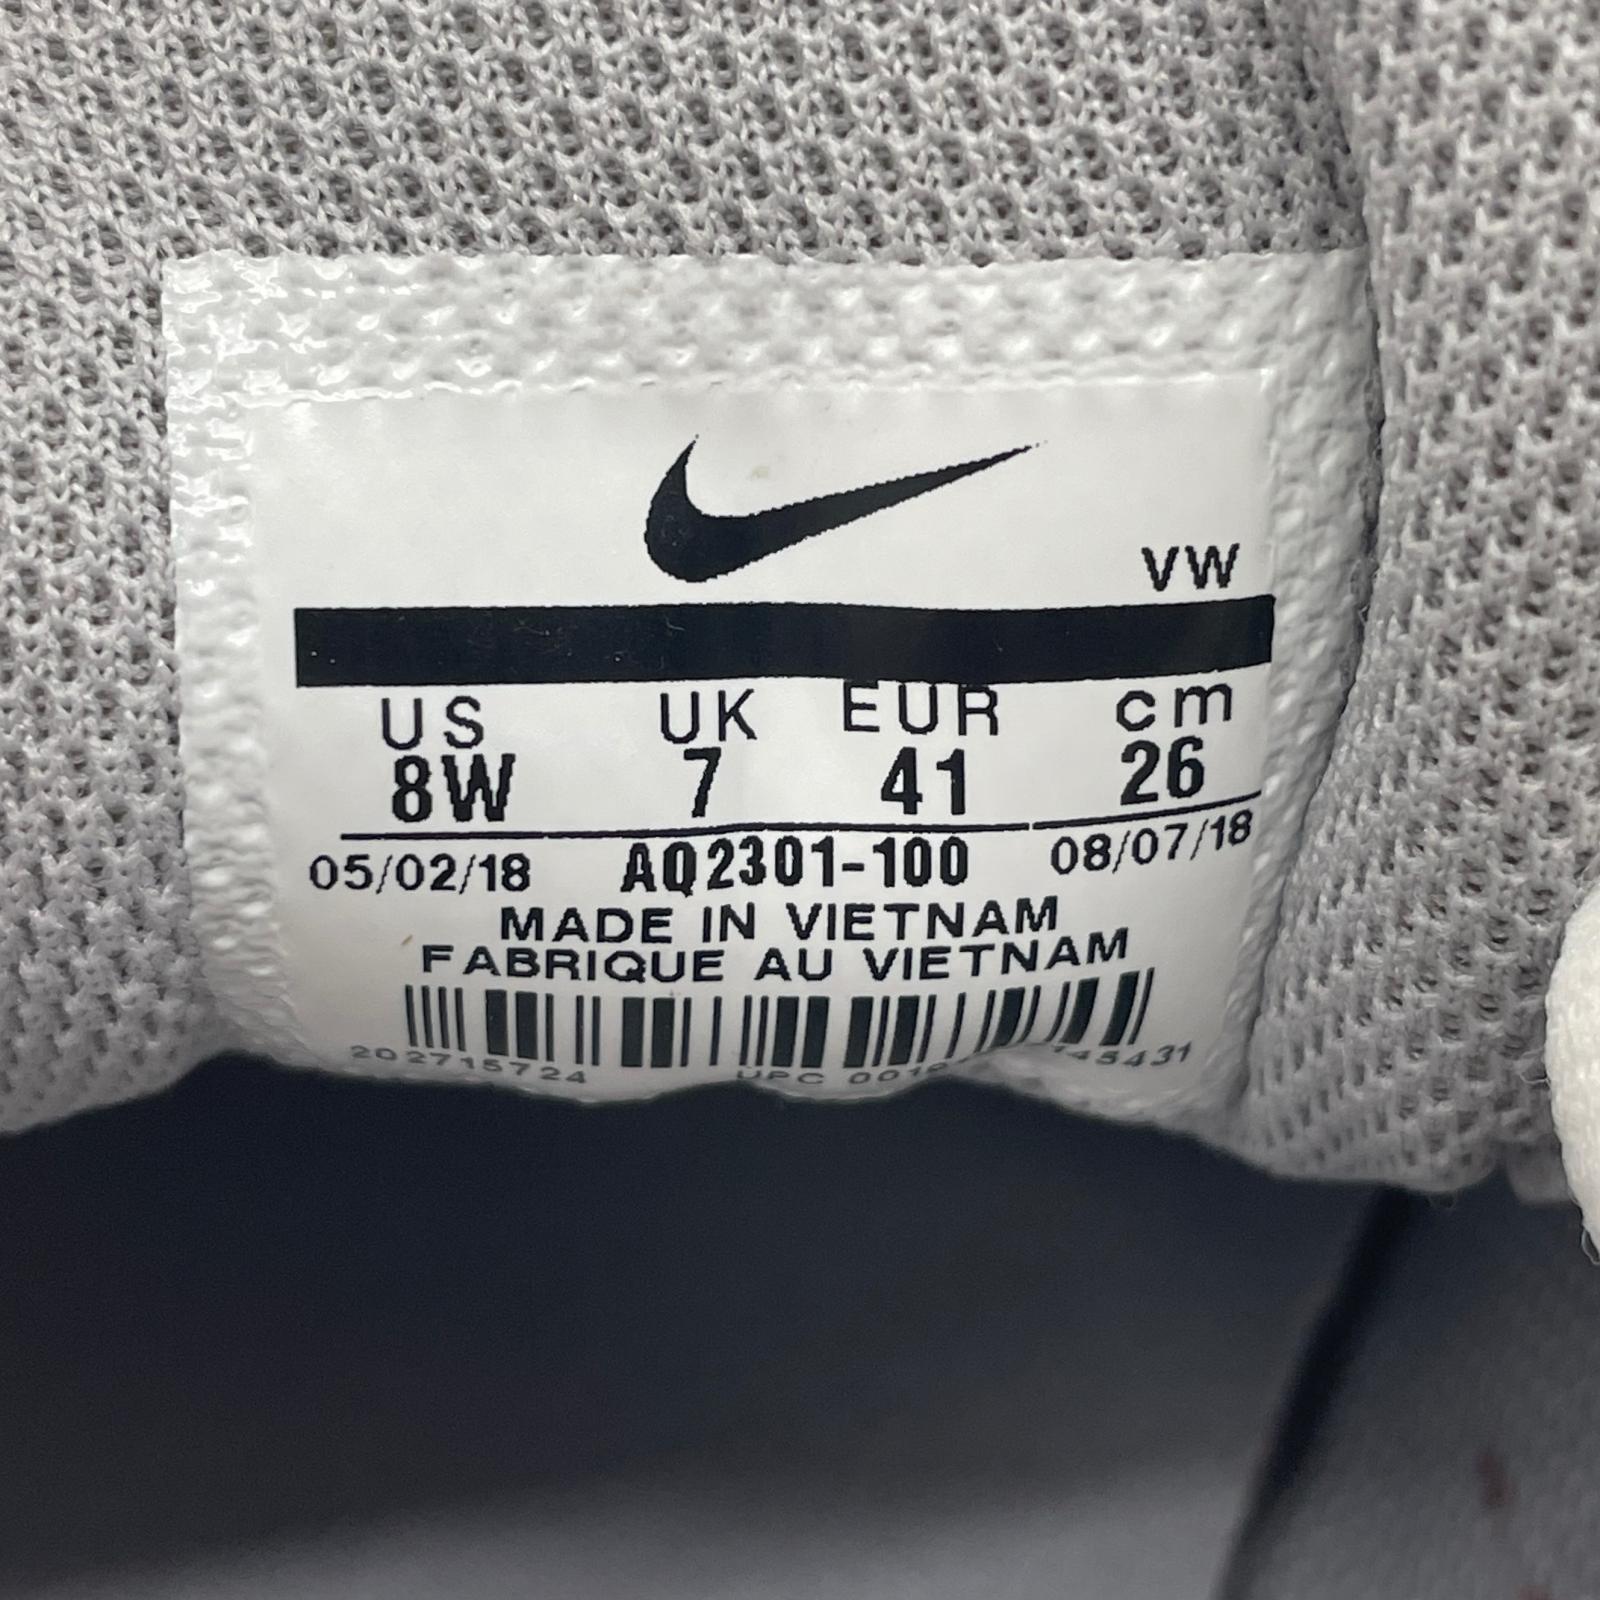 VW
US UK EUR cm
8W 7 41 26
05/02/18 AQ2301-100 08/07/18
MADE IN VIETNAM
FABRIQUE AU VIETNAM
202715724 UPC